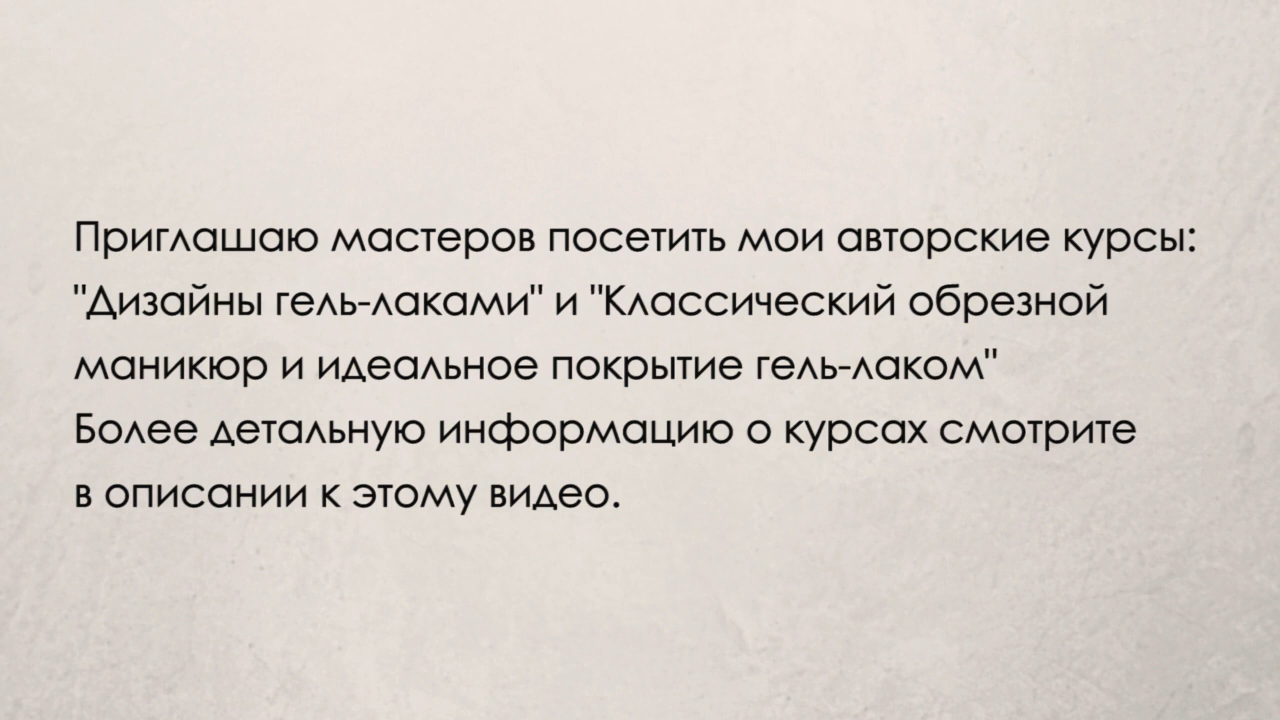 Приглашаю мастеров посетить мои авторские курсы:
"Дизайны гель-лаками" и "Классический обрезной
маникюр и идеальное покрытие гель-лаком"
Более детальную информацию о курсах смотрите
в описании к этому видео.